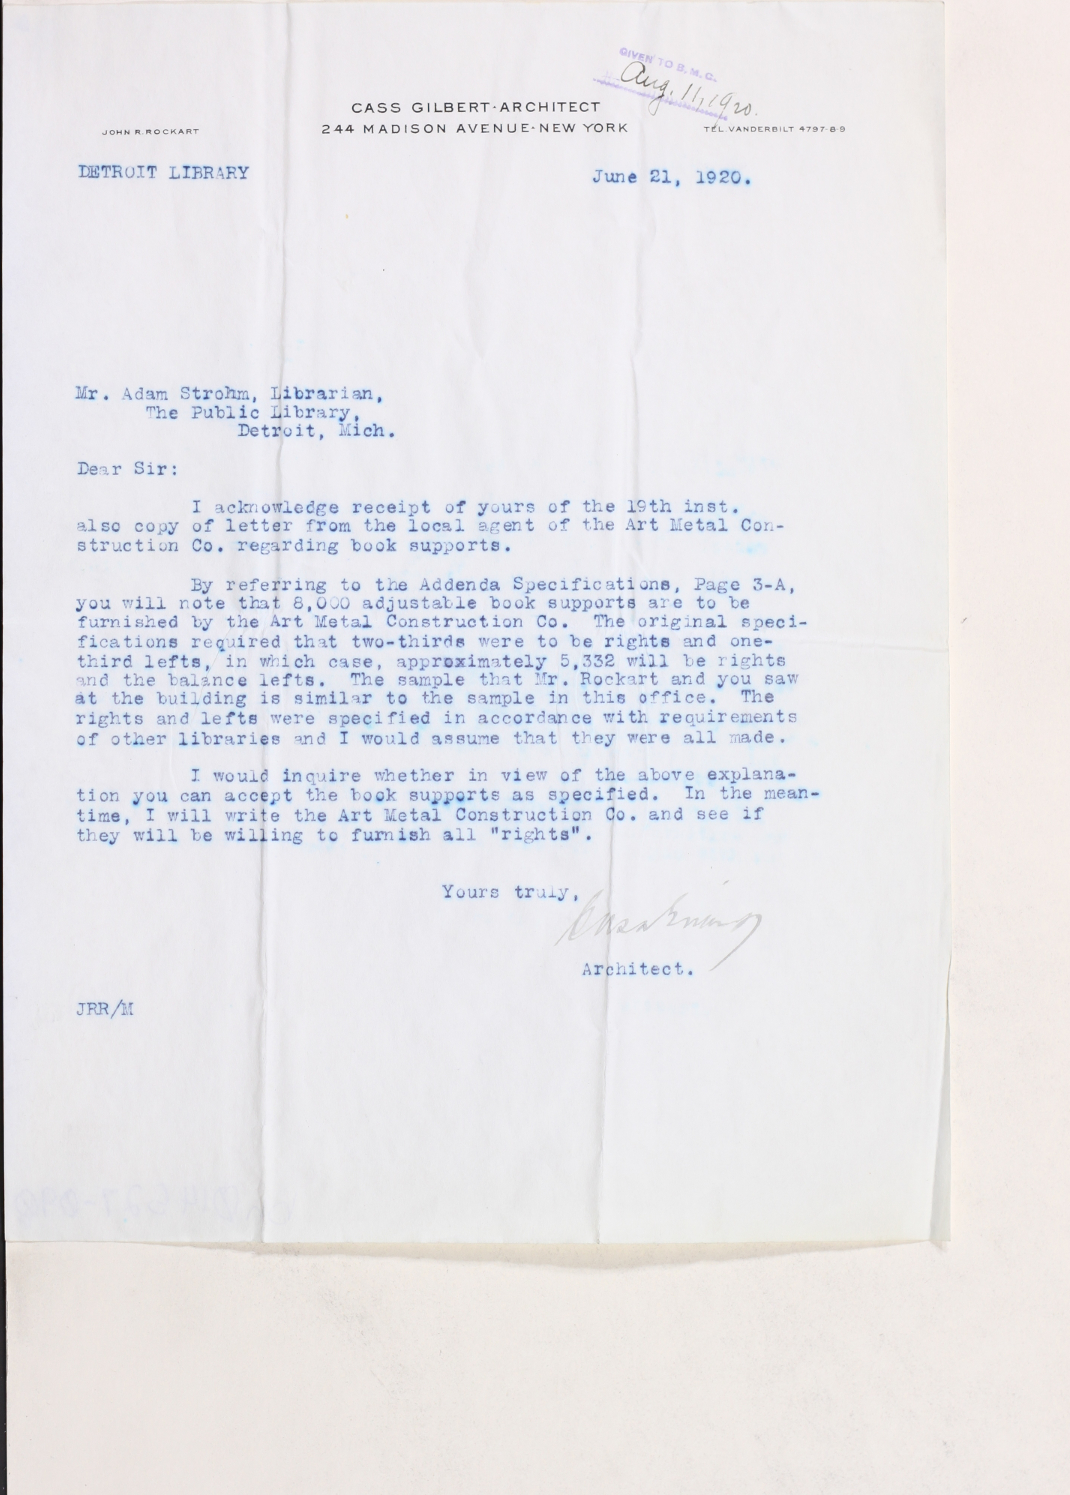 GIVEN TO B. M. C.
Aug. 11, 1920.
CASS GILBERT·ARCHITECT
JOHN R. ROCKART
244 MADISON AVENUE·NEW YORK
TEL. VANDERBILT 4797-8-9
DETROIT LIBRARY
June 21, 1920.
Mr. Adam Strohm, Librarian,
The Public Library,
Detroit, Mich.
Dear Sir:
I acknowledge receipt of yours of the 19th inst.
also copy of letter from the local agent of the Art Metal Con-
struction Co. regarding book supports.
By referring to the Addenda Specifications, Page 3-A,
you will note that 8,000 adjustable book supports are to be
furnished by the Art Metal Construction Co. The original speci-
fications required that two-thirds were to be rights and one-
third lefts, in which case, approximately 5,332 will be rights
and the balance lefts. The sample that Mr. Rockart and you saw
at the building is similar to the sample in this office. The
rights and lefts were specified in accordance with requirements
of other libraries and I would assume that they were all made.
I would inquire whether in view of the above explana-
tion you can accept the book supports as specified. In the mean-
time, I will write the Art Metal Construction Co. and see if
they will be willing to furnish all "rights".
Yours truly,
Cass Gilbert
Architect.
JRR/M